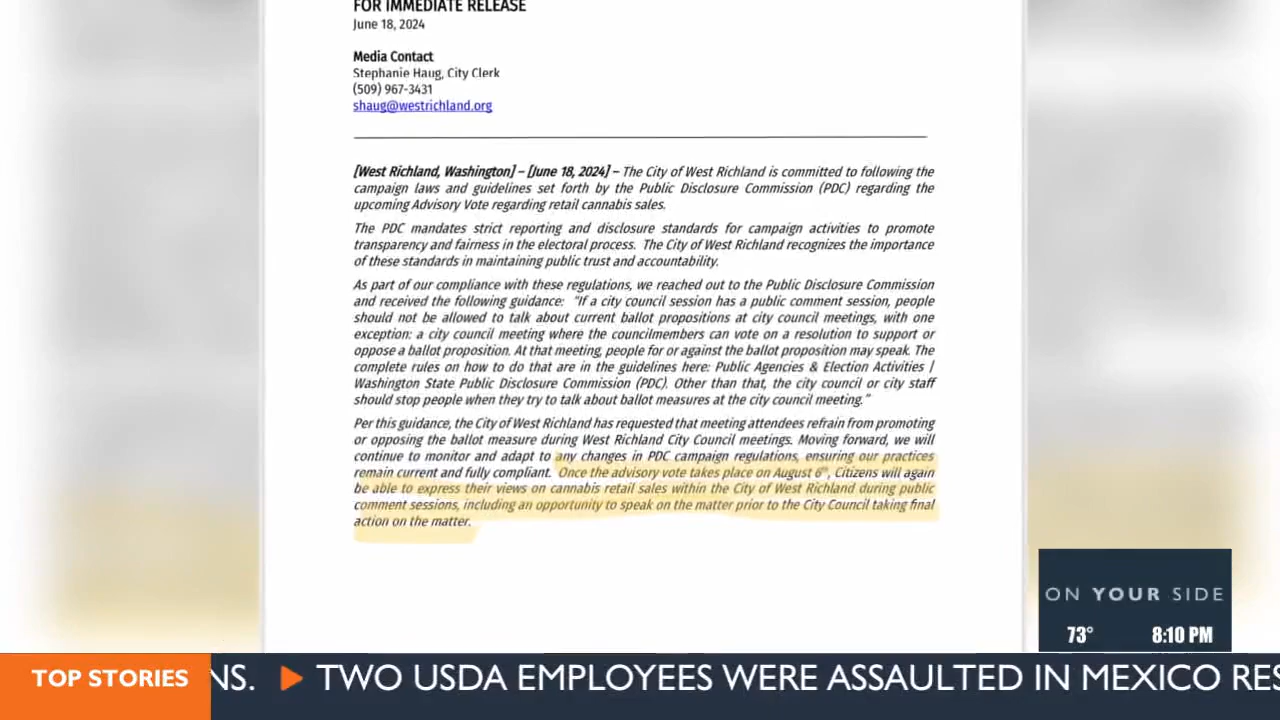 FOR IMMEDIATE RELEASE
June 18, 2024
Media Contact
Stephanie Haug, City Clerk
(509) 967-3431
shaug@westrichland.org
[West Richland, Washington] – [June 18, 2024] – The City of West Richland is committed to following the
campaign laws and guidelines set forth by the Public Disclosure Commission (PDC) regarding the
upcoming Advisory Vote regarding retail cannabis sales.
The PDC mandates strict reporting and disclosure standards for campaign activities to promote
transparency and fairness in the electoral process. The City of West Richland recognizes the importance
of these standards in maintaining public trust and accountability.
As part of our compliance with these regulations, we reached out to the Public Disclosure Commission
and received the following guidance: "If a city council session has a public comment session, people
should not be allowed to talk about current ballot propositions at city council meetings, with one
exception: a city council meeting where the councilmembers can vote on a resolution to support or
oppose a ballot proposition. At that meeting, people for or against the ballot proposition may speak. The
complete rules on how to do that are in the guidelines here: Public Agencies & Election Activities |
Washington State Public Disclosure Commission (PDC). Other than that, the city council or city staff
should stop people when they try to talk about ballot measures at the city council meeting."
Per this guidance, the City of West Richland has requested that meeting attendees refrain from promoting
or opposing the ballot measure during West Richland City Council meetings. Moving forward, we will
continue to monitor and adapt to any changes in PDC campaign regulations, ensuring our practices
remain current and fully compliant. Once the advisory vote takes place on August 6th, Citizens will again
be able to express their views on cannabis retail sales within the City of West Richland during public
comment sessions, including an opportunity to speak on the matter prior to the City Council taking final
action on the matter.
ON YOUR SIDE
73° 8:10 PM
TOP STORIES NS. TWO USDA EMPLOYEES WERE ASSAULTED IN MEXICO RES